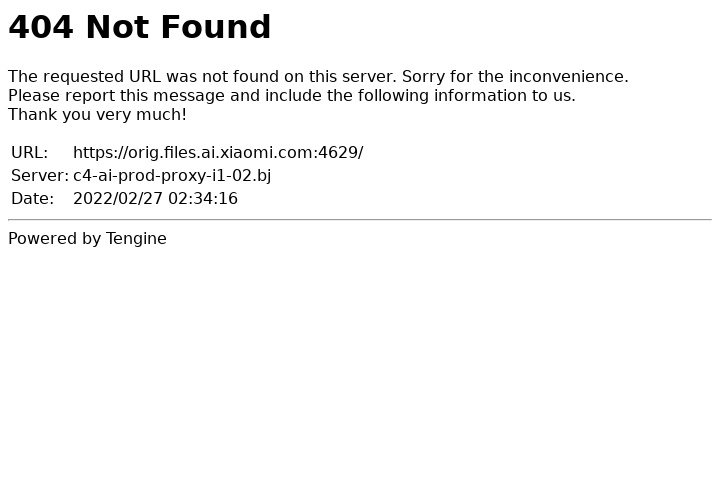 404 Not Found
The requested URL was not found on this server. Sorry for the inconvenience.
Please report this message and include the following information to us.
Thank you very much!
URL: https://orig.files.ai.xiaomi.com:4629/
Server: c4-ai-prod-proxy-i1-02.bj
Date: 2022/02/27 02:34:16
Powered by Tengine